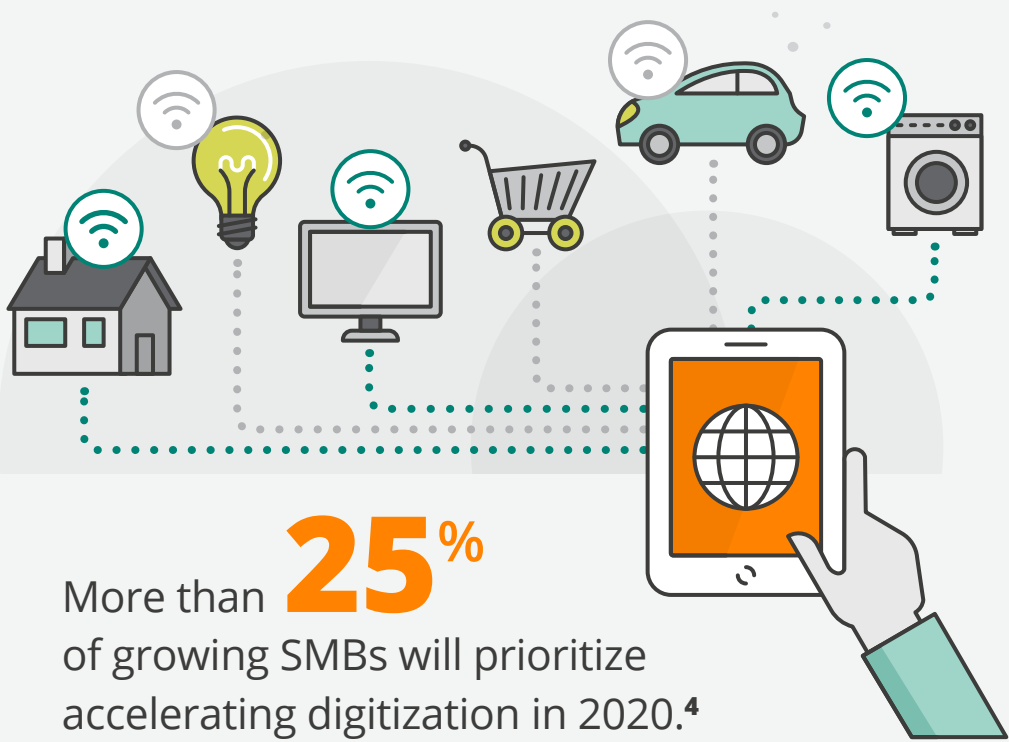 More than 25%
of growing SMBs will prioritize
accelerating digitization in 2020.⁴